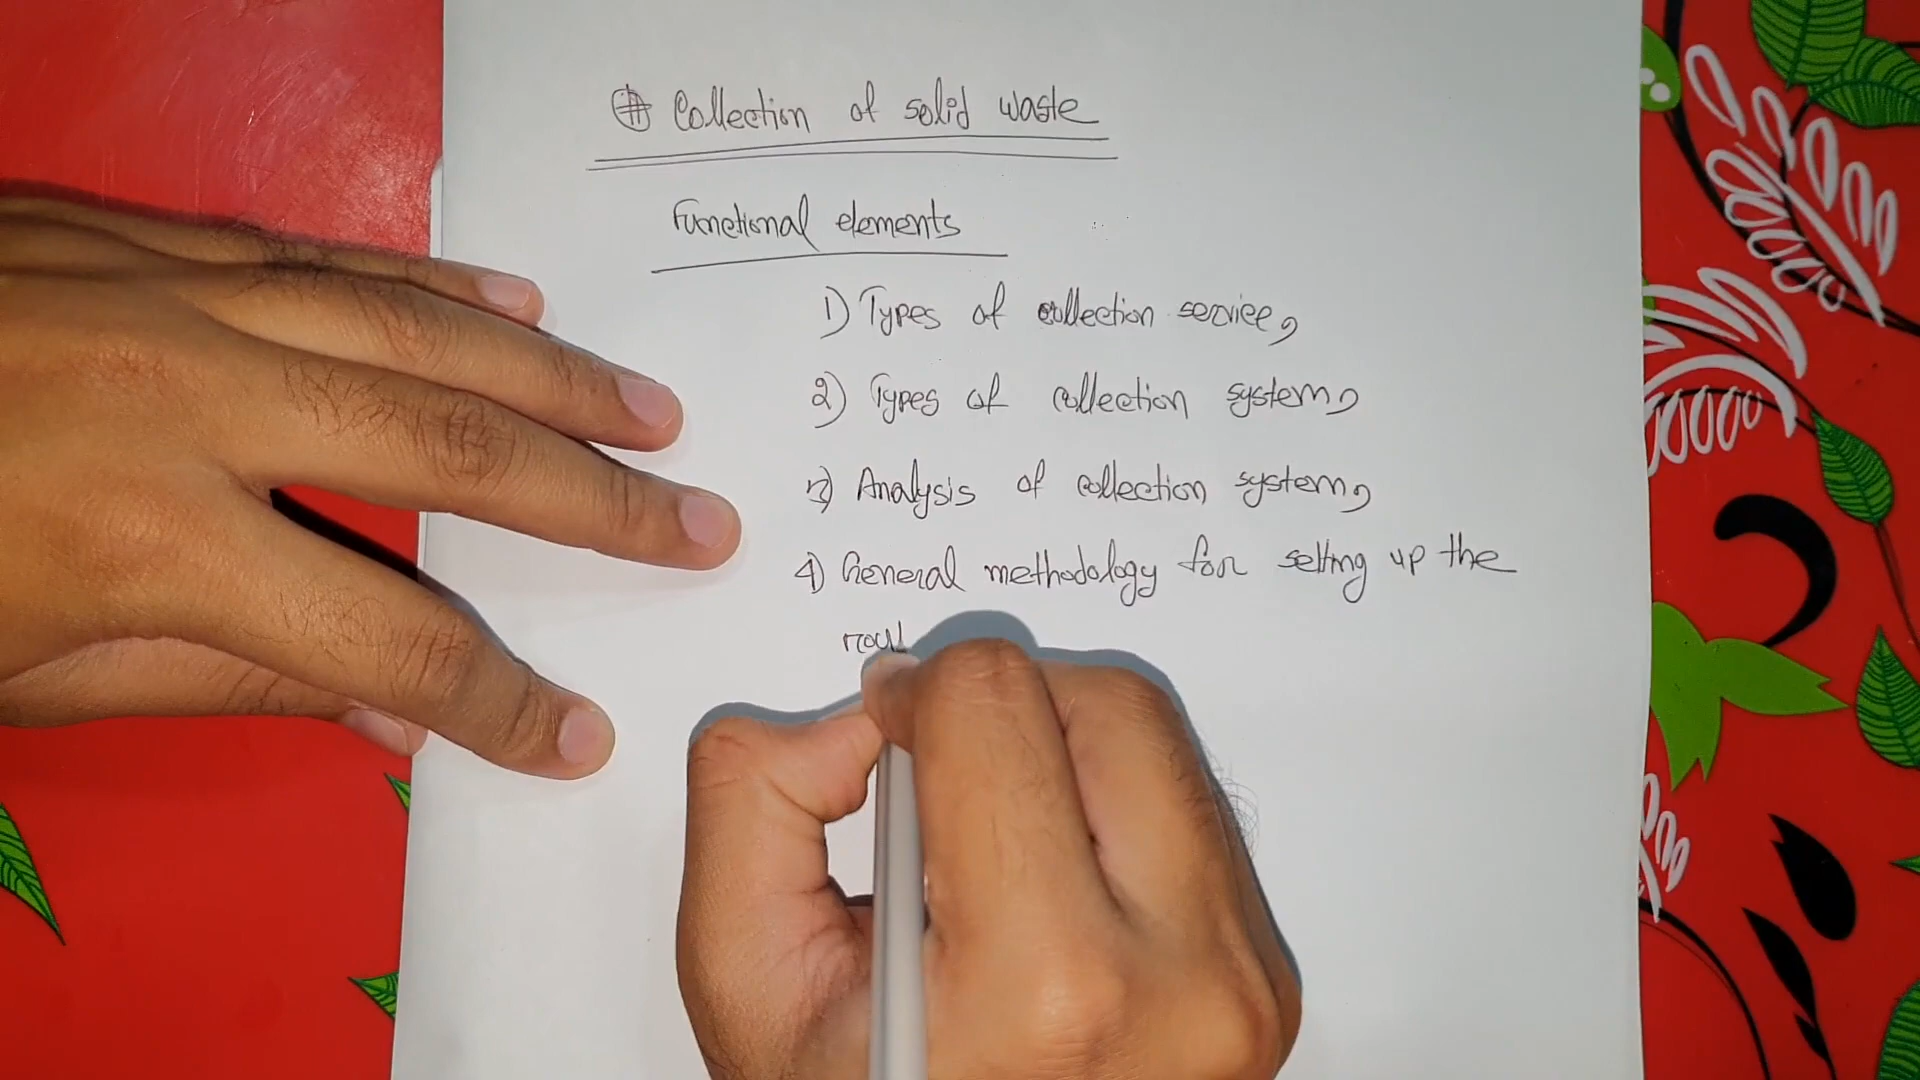 # Collection of solid waste
Functional elements
1) Types of collection service,
2) Types of collection system,
3) Analysis of collection system,
4) General methodology for setting up the